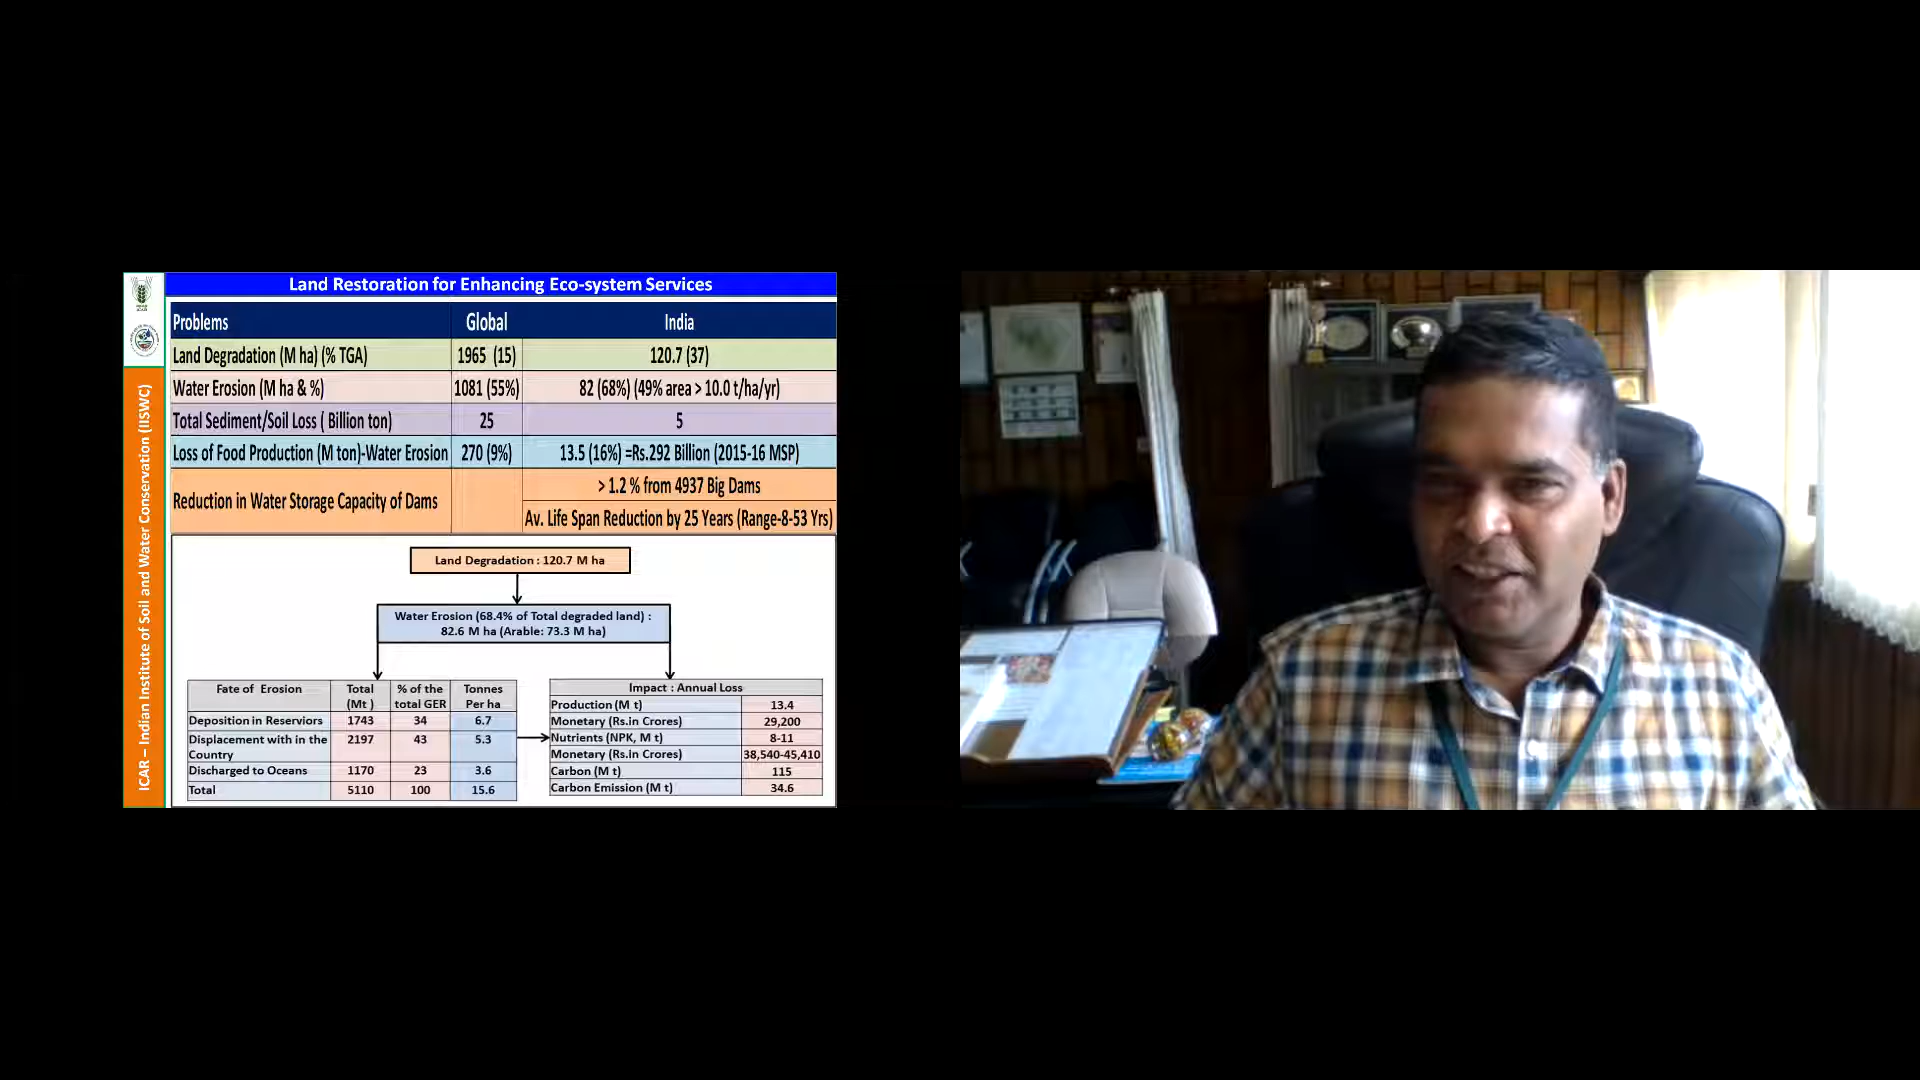 Land Restoration for Enhancing Eco-system Services
ICAR – Indian Institute of Soil and Water Conservation (IISWC)
Problems Global India
Land Degradation (M ha) (% TGA) 1965 (15) 120.7 (37)
Water Erosion (M ha & %) 1081 (55%) 82 (68%) (49% area > 10.0 t/ha/yr)
Total Sediment/Soil Loss ( Billion ton) 25 5
Loss of Food Production (M ton)-Water Erosion 270 (9%) 13.5 (16%) =Rs.292 Billion (2015-16 MSP)
Reduction in Water Storage Capacity of Dams
> 1.2 % from 4937 Big Dams
Av. Life Span Reduction by 25 Years (Range-8-53 Yrs)
Land Degradation : 120.7 M ha
Water Erosion (68.4% of Total degraded land) :
82.6 M ha (Arable: 73.3 M ha)
Fate of Erosion Total (Mt ) % of the total GER Tonnes Per ha
Deposition in Reserviors 1743 34 6.7
Displacement with in the Country 2197 43 5.3
Discharged to Oceans 1170 23 3.6
Total 5110 100 15.6
Impact : Annual Loss
Production (M t) 13.4
Monetary (Rs.in Crores) 29,200
Nutrients (NPK, M t) 8-11
Monetary (Rs.In Crores) 38,540-45,410
Carbon (M t) 115
Carbon Emission (M t) 34.6